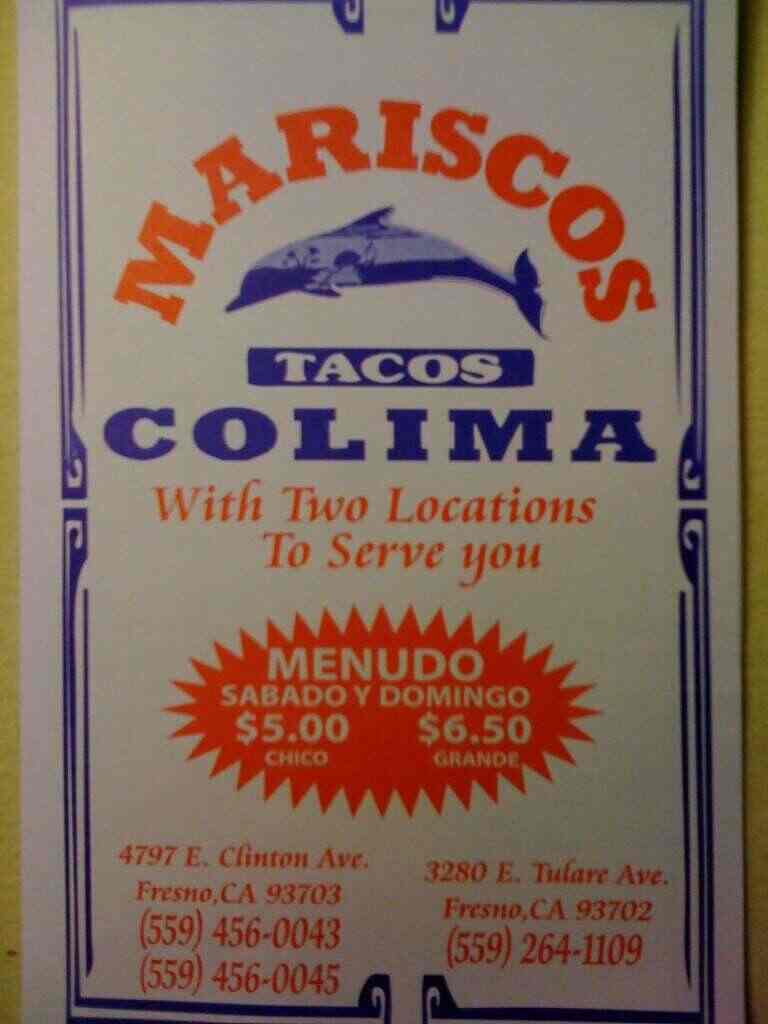 MARISCOS
TACOS
COLIMA
With Two Locations
To Serve you
MENUDO
SABADO Y DOMINGO
$5.00 $6.50
CHICO GRANDE
4797 E. Clinton Ave.
Fresno,CA 93703
(559) 456-0043
(559) 456-0045
3280 E. Tulare Ave.
Fresno,CA 93702
(559) 264-1109